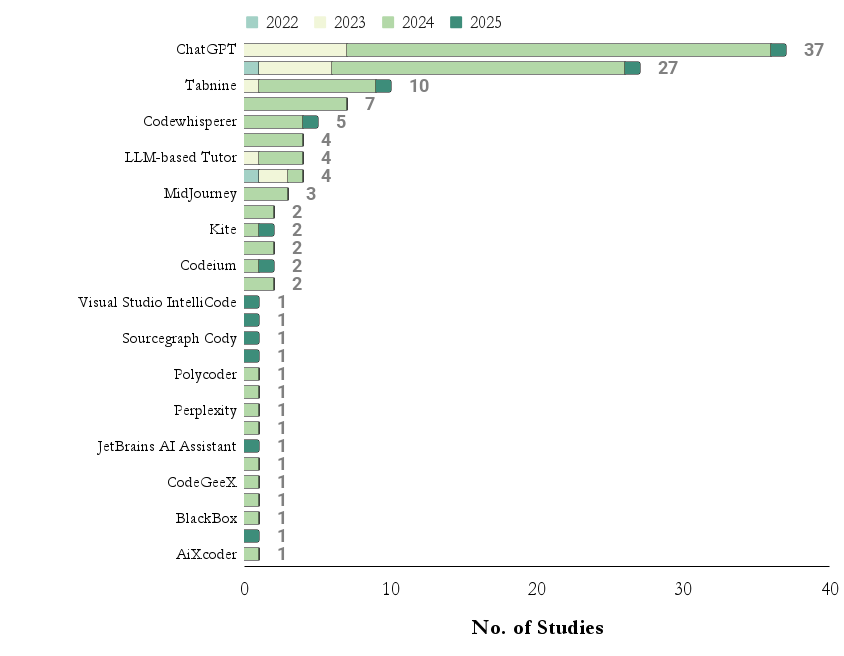 2022 2023 2024 2025
ChatGPT 37
27
Tabnine 10
7
Codewhisperer 5
4
LLM-based Tutor 4
4
MidJourney 3
2
Kite 2
2
Codeium 2
2
Visual Studio IntelliCode 1
1
Sourcegraph Cody 1
1
Polycoder 1
1
Perplexity 1
1
JetBrains AI Assistant 1
1
CodeGeeX 1
1
BlackBox 1
1
AiXcoder 1
0 10 20 30 40
No. of Studies